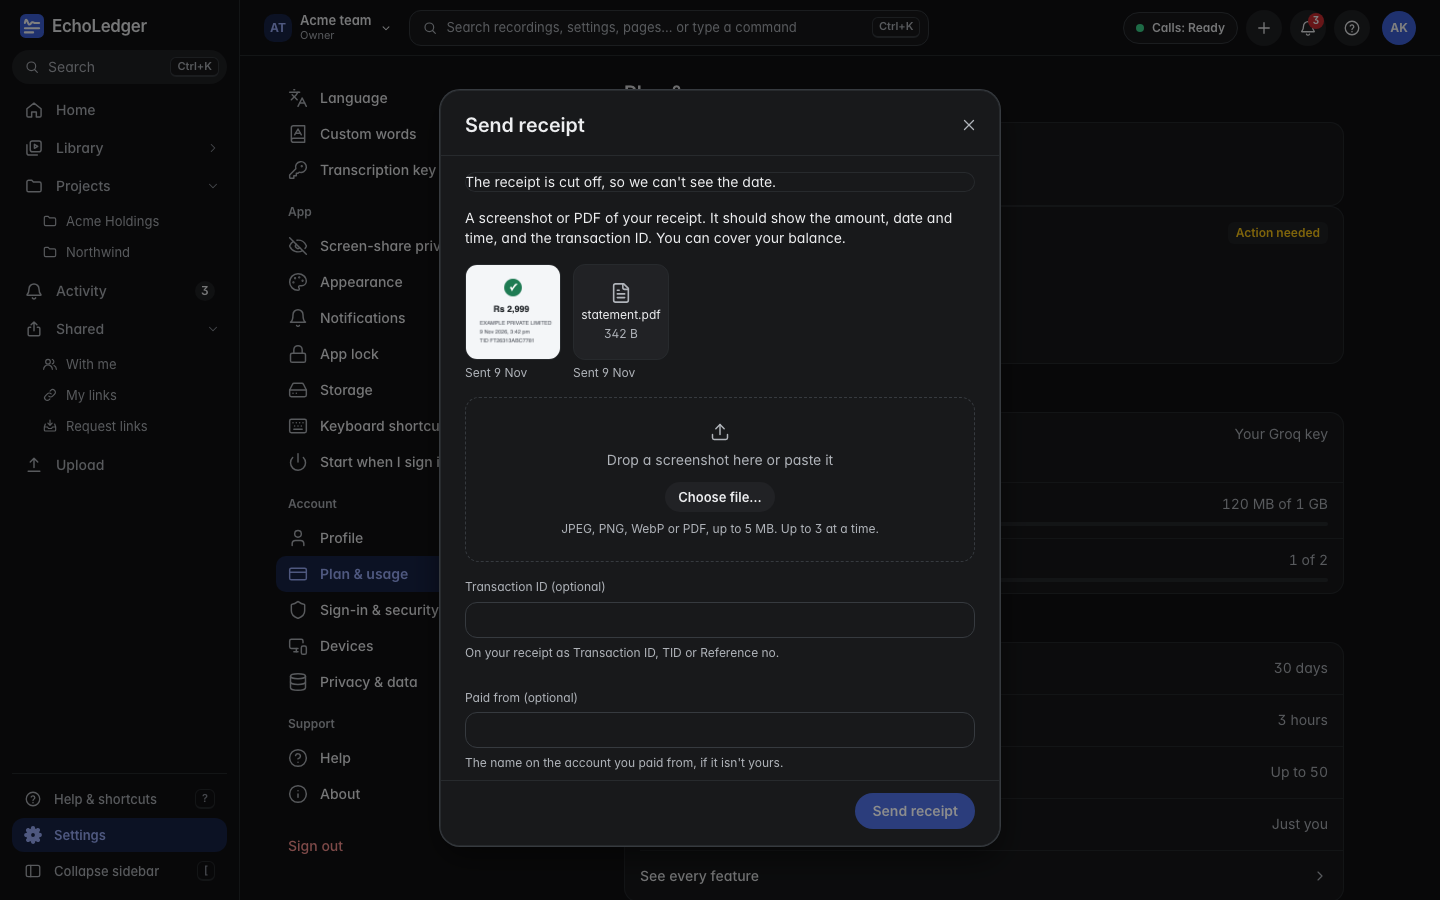 EchoLedger
AT
Acme team
Owner
Search recordings, settings, pages... or type a command
Ctrl+K
Calls: Ready
3
AK
Search
Ctrl+K
Home
Library
Projects
Acme Holdings
Northwind
Activity
3
Shared
With me
My links
Request links
Upload
Help & shortcuts
?
Settings
Collapse sidebar
[
Language
Custom words
Transcription key
App
Screen-share priv
Appearance
Notifications
App lock
Storage
Keyboard shortcu
Start when I sign i
Account
Profile
Plan & usage
Sign-in & security
Devices
Privacy & data
Support
Help
About
Sign out
Send receipt
The receipt is cut off, so we can't see the date.
A screenshot or PDF of your receipt. It should show the amount, date and
time, and the transaction ID. You can cover your balance.
Rs 2,999
EXAMPLE PRIVATE LIMITED
9 Nov 2026, 3:42 pm
statement.pdf
342 B
Sent 9 Nov
Sent 9 Nov
Drop a screenshot here or paste it
Choose file...
JPEG, PNG, WebP or PDF, up to 5 MB. Up to 3 at a time.
Transaction ID (optional)
On your receipt as Transaction ID, TID or Reference no.
Paid from (optional)
The name on the account you paid from, if it isn't yours.
Send receipt
Action needed
Your Groq key
120 MB of 1 GB
1 of 2
30 days
3 hours
Up to 50
Just you
See every feature